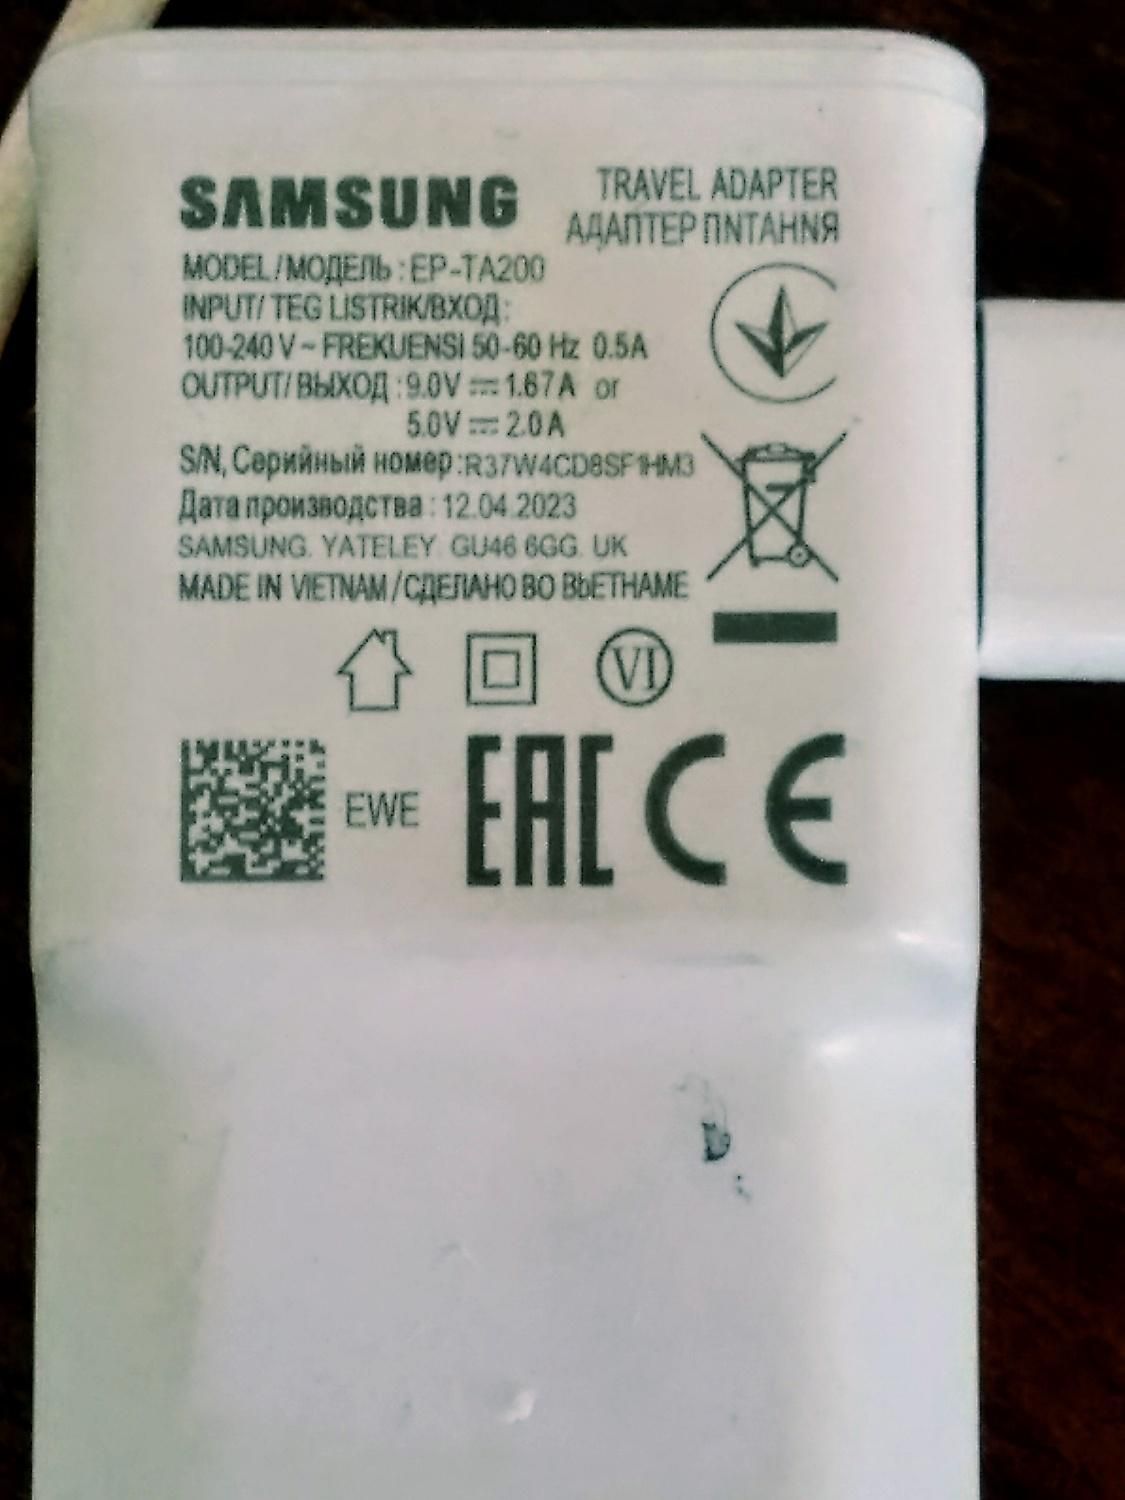 SAMSUNG
TRAVEL ADAPTER
АДАПТЕР ПИТАННЯ
MODEL/МОДЕЛЬ : EP-TA200
INPUT/ TEG LISTRIK/ВХОД :
100-240 V ~ FREKUENSI 50-60 Hz 0.5A
OUTPUT/ ВЫХОД : 9.0V ⎓ 1.67 A or
5.0V ⎓ 2.0 A
S/N, Серийный номер :R37W4CD8SF1HM3
Дата производства : 12.04.2023
SAMSUNG. YATELEY. GU46 6GG. UK
MADE IN VIETNAM / СДЕЛАНО ВО ВЬЕТНАМЕ
VI
EWE
EAC CE